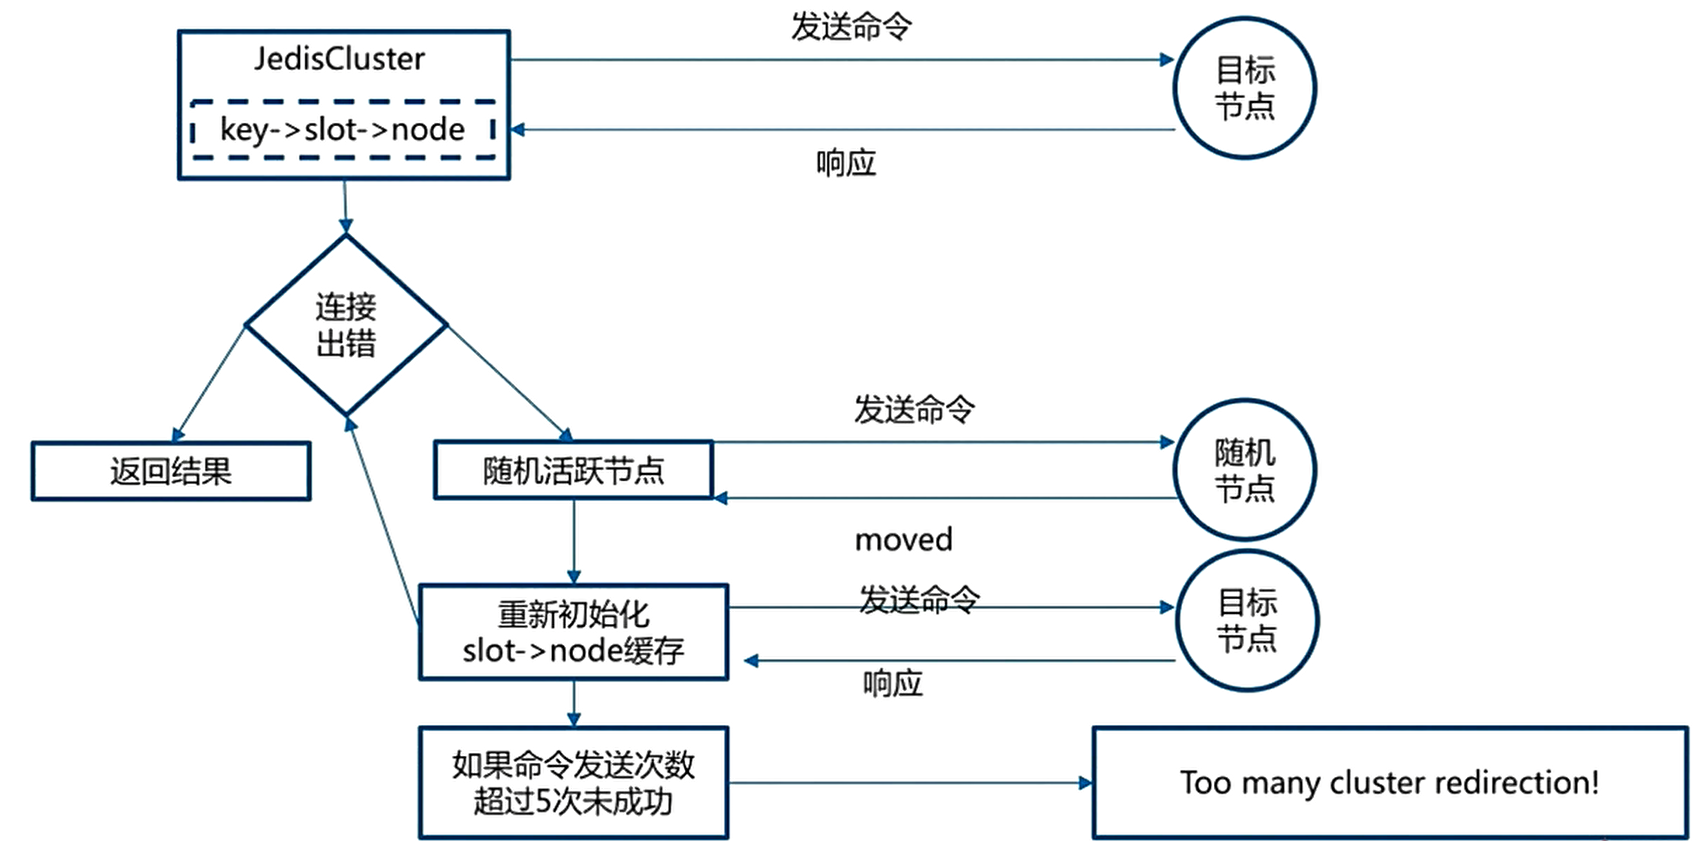 发送命令
JedisCluster
key->slot->node
目标
节点
响应
连接
出错
返回结果
随机活跃节点
发送命令
随机
节点
moved
重新初始化
slot->node缓存
发送命令
目标
节点
响应
如果命令发送次数
超过5次未成功
Too many cluster redirection!